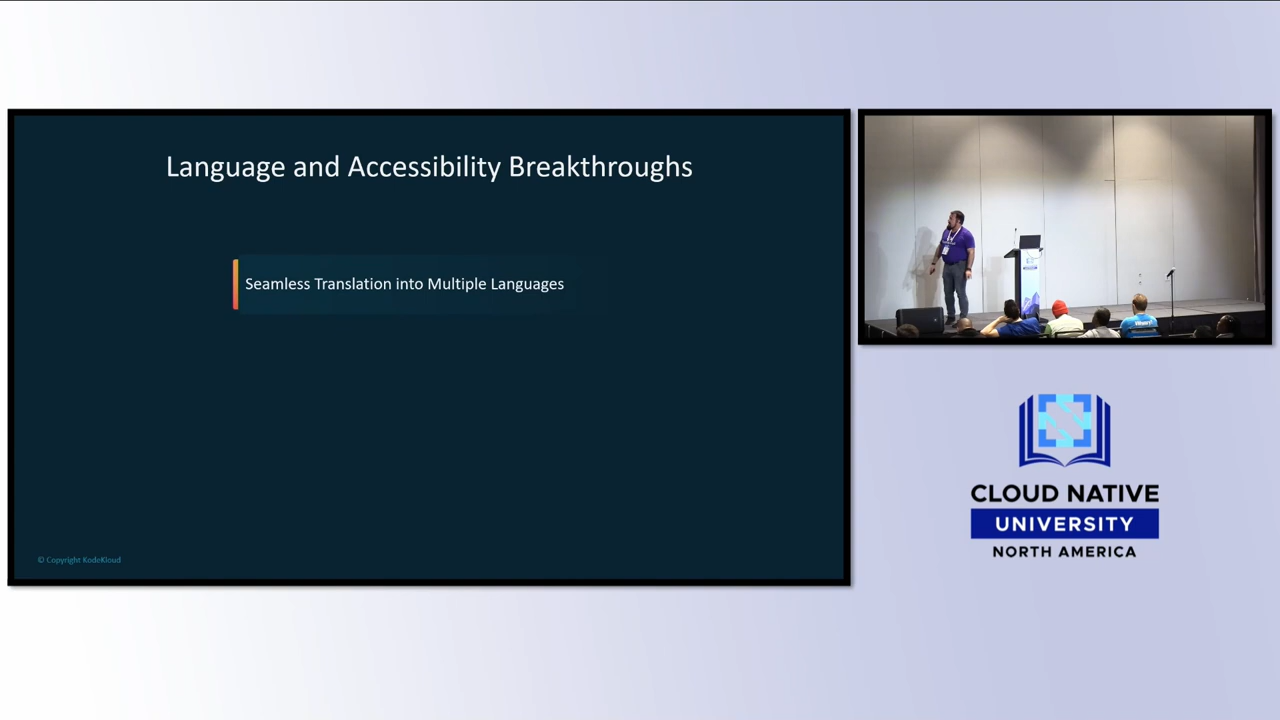 Language and Accessibility Breakthroughs
Seamless Translation into Multiple Languages
© Copyright KodeKloud
CLOUD NATIVE
UNIVERSITY
NORTH AMERICA